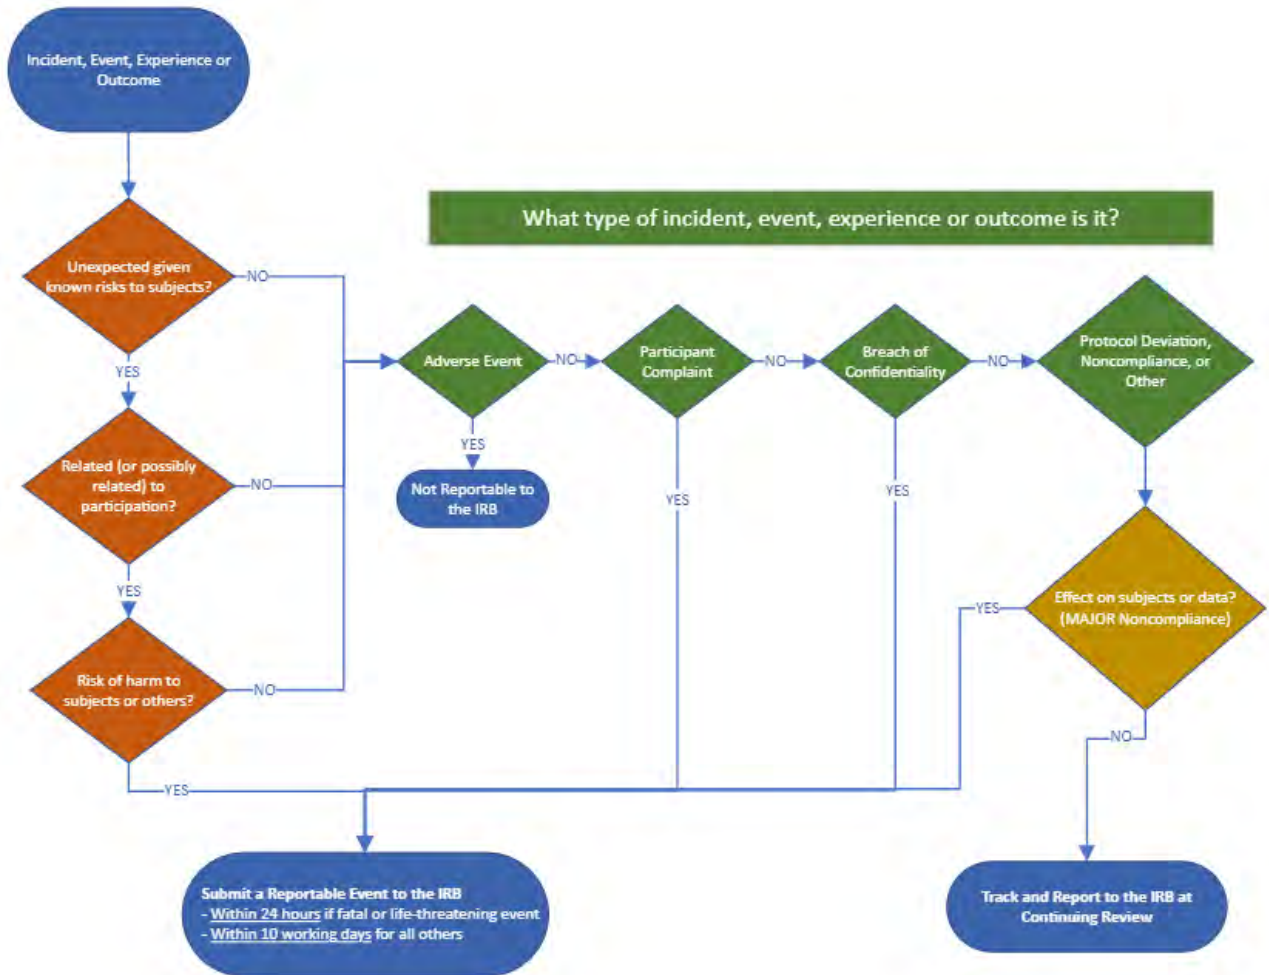 Incident, Event, Experience or
Outcome
What type of incident, event, experience or outcome is it?
Unexpected given
known risks to subjects?
NO
YES
Related (or possibly
related) to
participation?
NO
YES
Risk of harm to
subjects or others?
NO
YES
Adverse Event
NO
YES
Not Reportable to
the IRB
Participant
Complaint
NO
YES
Breach of
Confidentiality
NO
YES
Protocol Deviation,
Noncompliance, or
Other
Effect on subjects or data?
(MAJOR Noncompliance)
YES
NO
Submit a Reportable Event to the IRB
- Within 24 hours if fatal or life-threatening event
- Within 10 working days for all others
Track and Report to the IRB at
Continuing Review